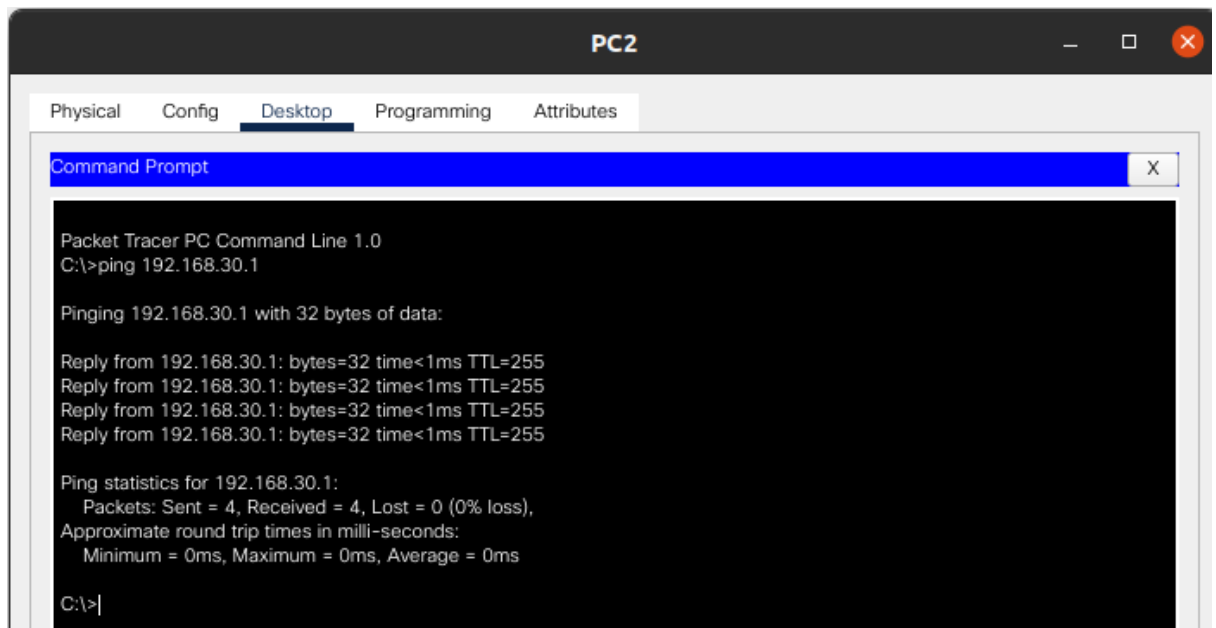 PC2
Physical Config Desktop Programming Attributes
Command Prompt X
Packet Tracer PC Command Line 1.0
C:\>ping 192.168.30.1
Pinging 192.168.30.1 with 32 bytes of data:
Reply from 192.168.30.1: bytes=32 time<1ms TTL=255
Reply from 192.168.30.1: bytes=32 time<1ms TTL=255
Reply from 192.168.30.1: bytes=32 time<1ms TTL=255
Reply from 192.168.30.1: bytes=32 time<1ms TTL=255
Ping statistics for 192.168.30.1:
Packets: Sent = 4, Received = 4, Lost = 0 (0% loss),
Approximate round trip times in milli-seconds:
Minimum = 0ms, Maximum = 0ms, Average = 0ms
C:\>